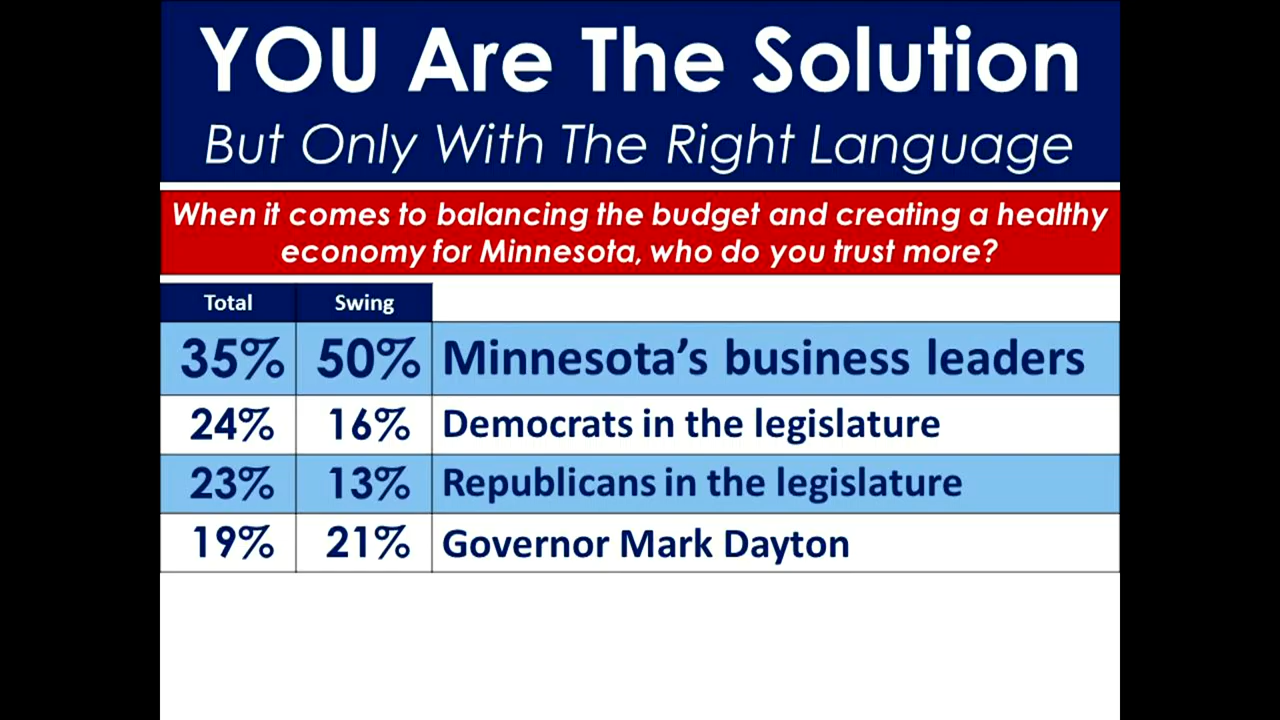 YOU Are The Solution
But Only With The Right Language
When it comes to balancing the budget and creating a healthy
economy for Minnesota, who do you trust more?
Total Swing
35% 50% Minnesota's business leaders
24% 16% Democrats in the legislature
23% 13% Republicans in the legislature
19% 21% Governor Mark Dayton